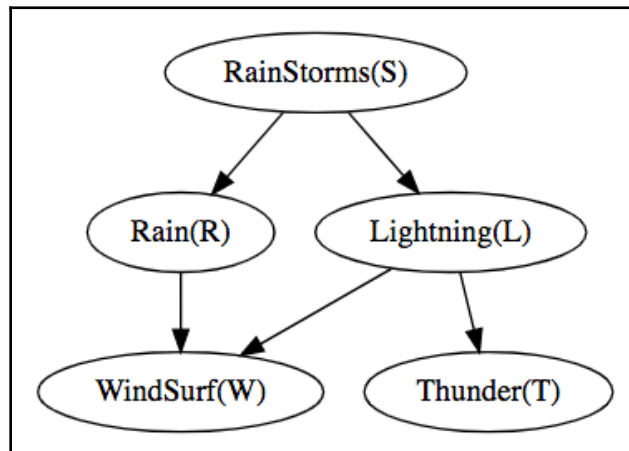 RainStorms(S)
Rain(R)
Lightning(L)
WindSurf(W)
Thunder(T)